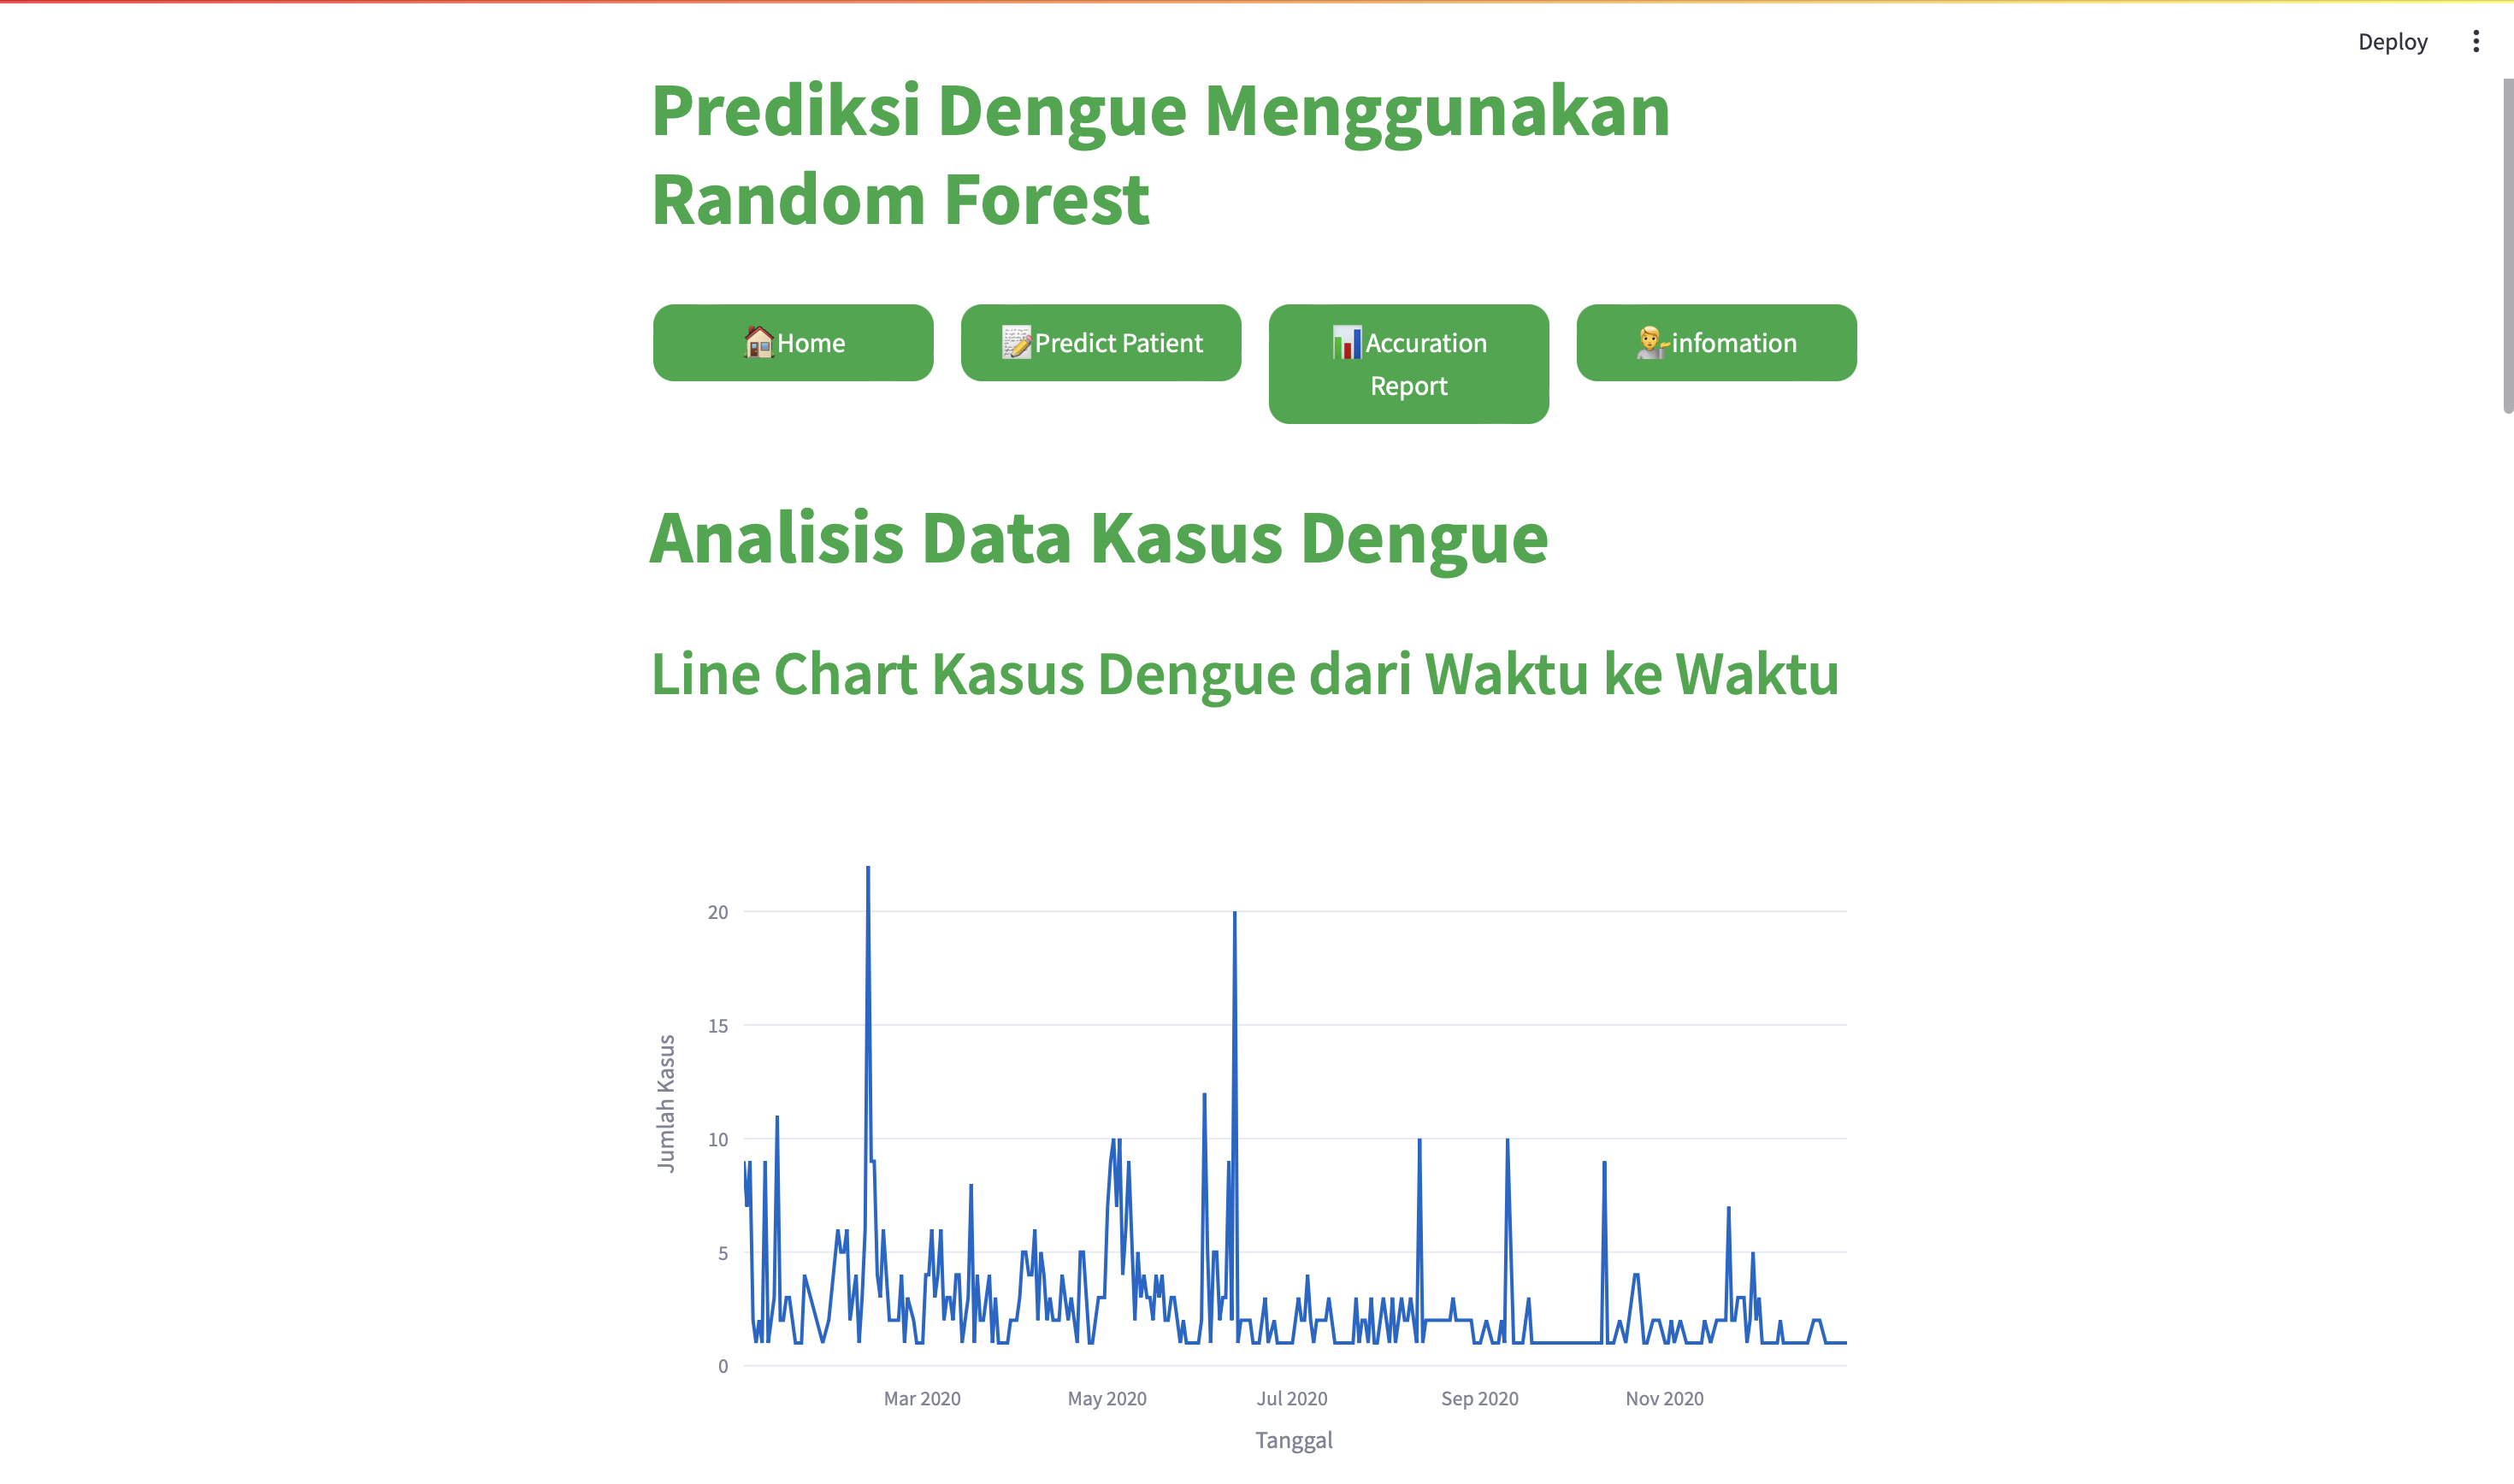 Deploy
Prediksi Dengue Menggunakan
Random Forest
Home
Predict Patient
Accuration
Report
infomation
Analisis Data Kasus Dengue
Line Chart Kasus Dengue dari Waktu ke Waktu
20
15
10
5
0
Jumlah Kasus
Mar 2020
May 2020
Jul 2020
Sep 2020
Nov 2020
Tanggal